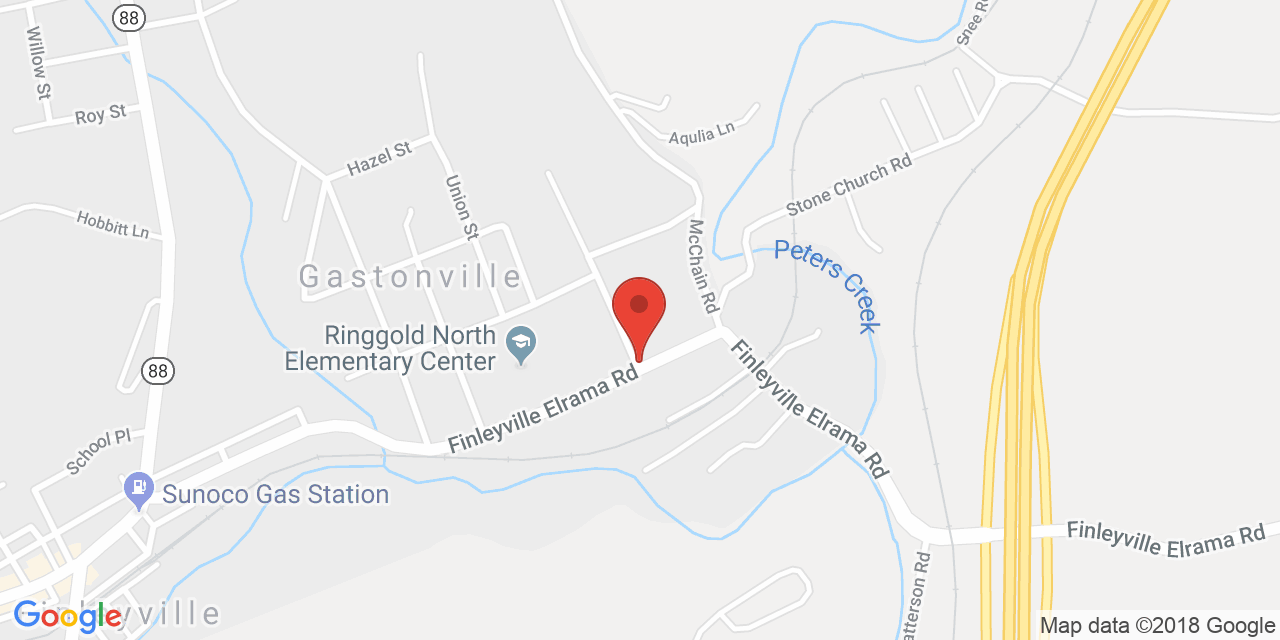 88
Snee Rd
Willow St
Roy St
Aqulia Ln
Hazel St
Union St
Stone Church Rd
Hobbitt Ln
McChain Rd
Peters Creek
Gastonville
Ringgold North
Elementary Center
88
Finleyville Elrama Rd
Finleyville Elrama Rd
School Pl
Sunoco Gas Station
Finleyville Elrama Rd
Google
Map data ©2018 Google